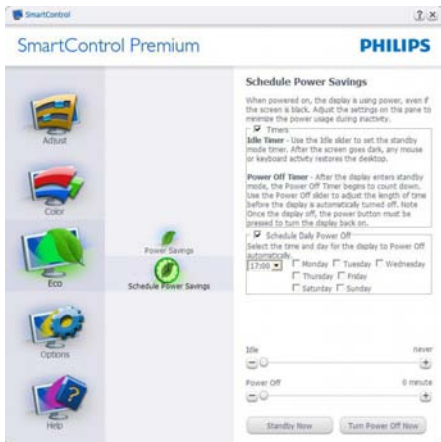 SmartControl
SmartControl Premium
PHILIPS
Adjust
Color
Eco
Options
Help
Power Savings
Schedule Power Savings
Schedule Power Savings
When powered on, the display is using power, even if
the screen is black. Adjust the settings on this pane to
minimize the power usage during inactivity.
Timers
Idle Timer - Use the Idle slider to set the standby
mode timer. After the screen goes dark, any mouse
or keyboard activity restores the desktop.
Power Off Timer - After the display enters standby
mode, the Power Off Timer begins to count down.
Use the Power Off slider to adjust the length of time
before the display is automatically turned off. Note
Once the display off, the power button must be
pressed to turn the display back on.
Schedule Daily Power Off
Select the time and day for the display to Power Off
automatically.
17:00 Monday Tuesday Wednesday
Thursday Friday
Saturday Sunday
Idle never
Power Off 0 minute
Standby Now Turn Power Off Now